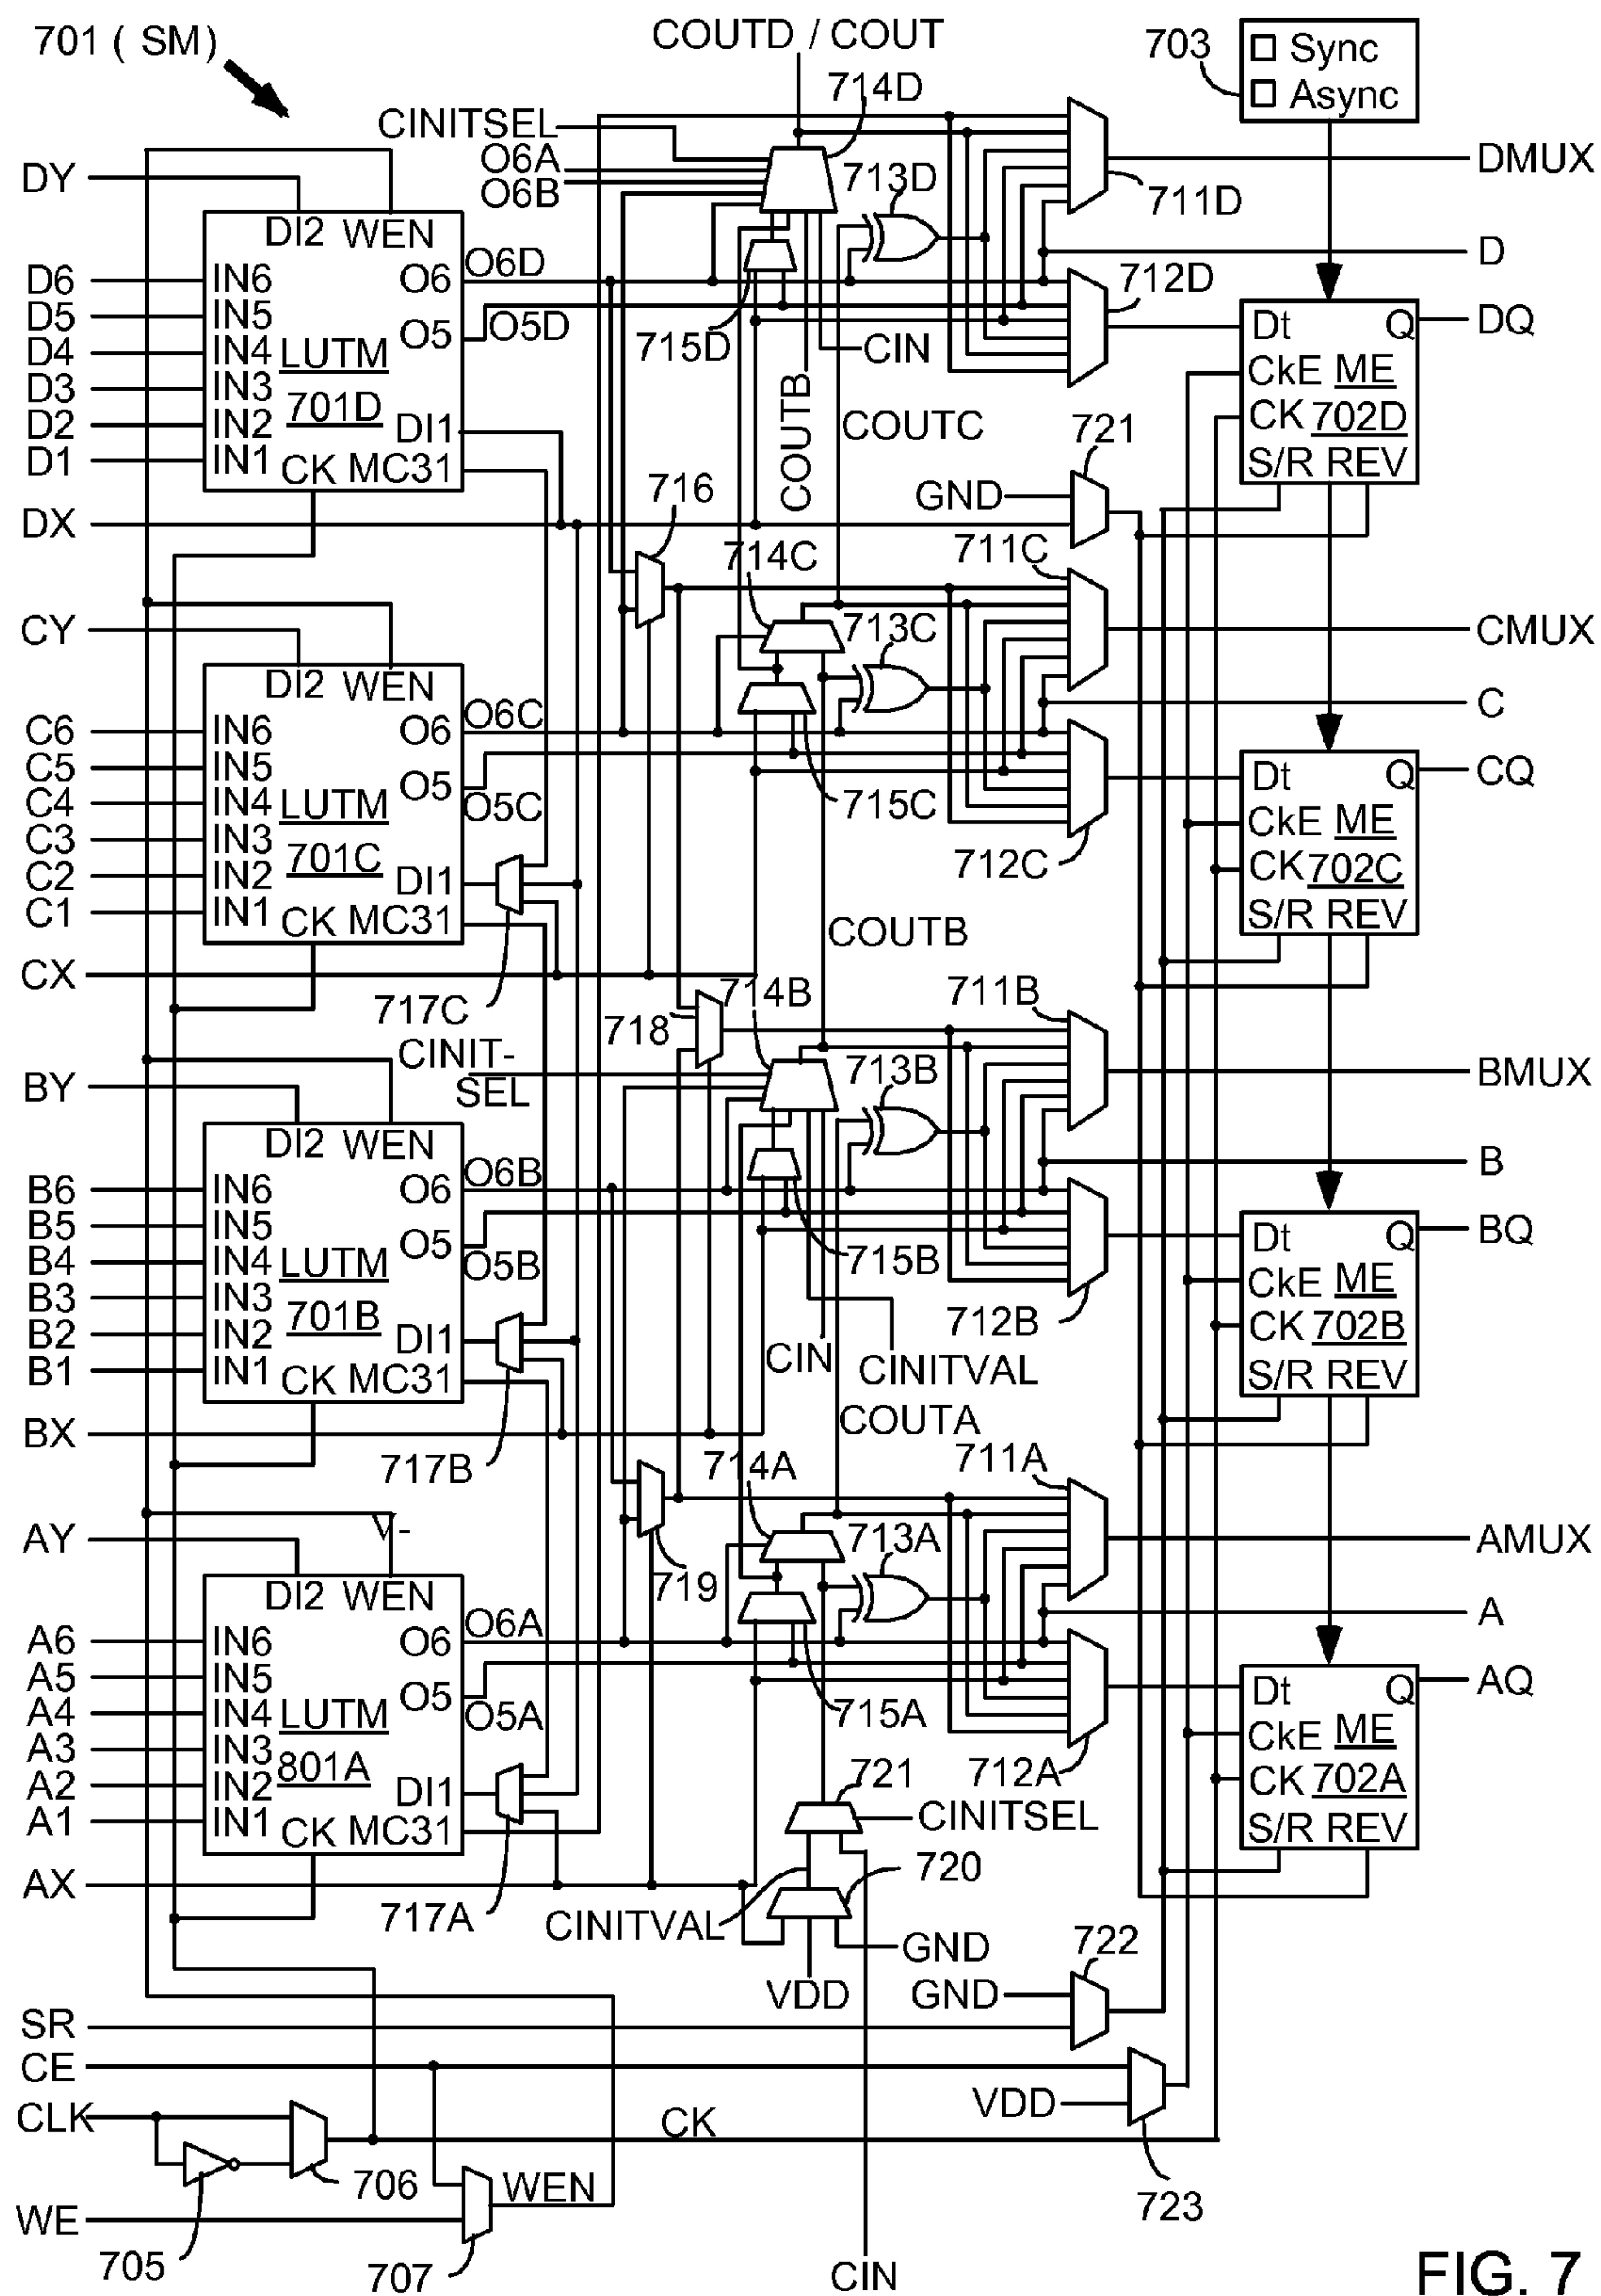 701 ( SM)
COUTD / COUT
703
Sync
Async
714D
CINITSEL
O6A
O6B
713D
DMUX
711D
DY
DI2 WEN
D
O6D
D6 IN6 O6
D5 IN5
O5D
O5
D4 IN4 LUTM
D3 IN3
701D
D2 IN2
DI1
D1 IN1
CK MC31
715D
CIN
712D
Dt Q
DQ
CkE ME
CK 702D
S/R REV
COUTB
COUTC
721
716
GND
DX
714C
711C
CY
713C
CMUX
DI2 WEN
O6C
C
C6 IN6 O6
C5 IN5
O5
C4 IN4 LUTM
O5C
C3 IN3
701C
C2 IN2
DI1
C1 IN1
CK MC31
715C
712C
Dt Q
CQ
CkE ME
CK 702C
S/R REV
COUTB
CX
717C
714B
711B
718
CINIT-
SEL
713B
BMUX
BY
DI2 WEN
O6B
B
B6 IN6 O6
B5 IN5
O5
B4 IN4 LUTM
O5B
B3 IN3
701B
B2 IN2
DI1
B1 IN1
CK MC31
715B
712B
Dt Q
BQ
CkE ME
CK 702B
S/R REV
CIN
CINITVAL
COUTA
BX
717B
714A
711A
V-
713A
AMUX
AY
719
DI2 WEN
O6A
A
A6 IN6 O6
A5 IN5
O5
A4 IN4 LUTM
O5A
A3 IN3
801A
A2 IN2
DI1
A1 IN1
CK MC31
715A
712A
Dt Q
AQ
CkE ME
CK 702A
S/R REV
721
CINITSEL
720
AX
717A
CINITVAL
GND
VDD
722
GND
SR
CE
VDD
CLK
CK
706
WEN
723
WE
705
707
CIN
FIG. 7